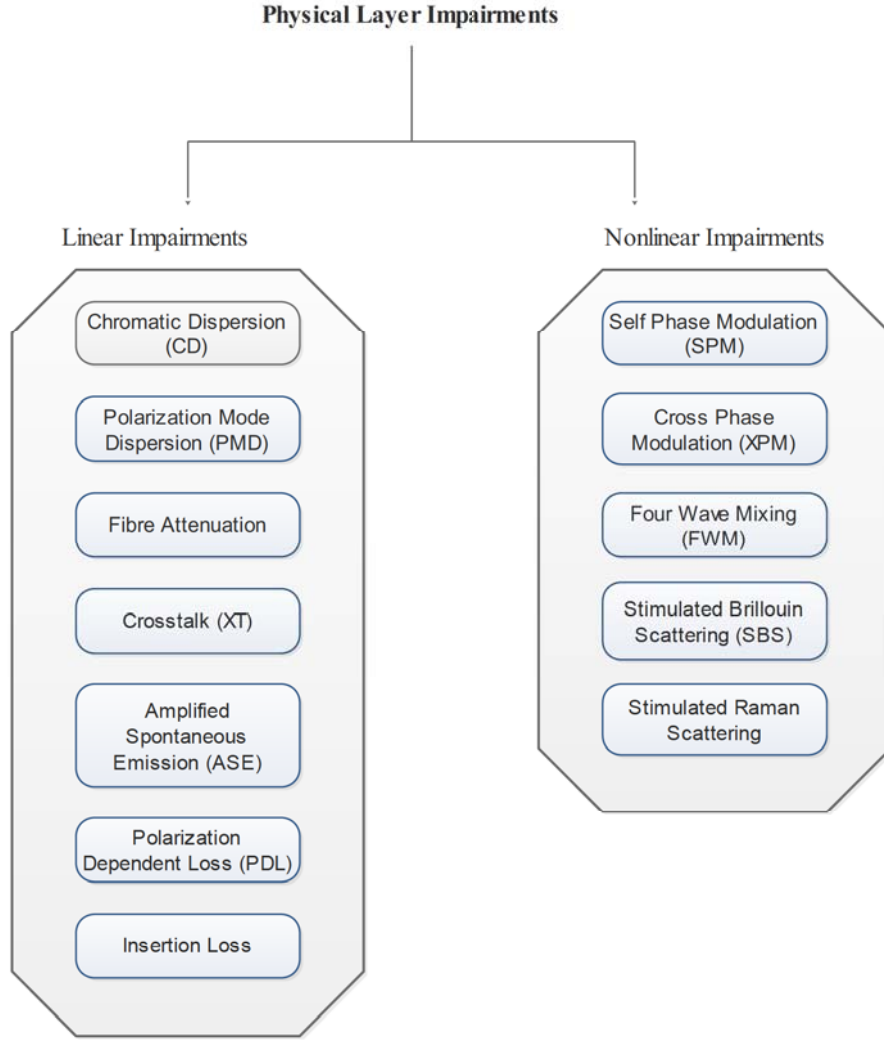 Physical Layer Impairments
Linear Impairments
Chromatic Dispersion
(CD)
Polarization Mode
Dispersion (PMD)
Fibre Attenuation
Crosstalk (XT)
Amplified
Spontaneous
Emission (ASE)
Polarization
Dependent Loss (PDL)
Insertion Loss
Nonlinear Impairments
Self Phase Modulation
(SPM)
Cross Phase
Modulation (XPM)
Four Wave Mixing
(FWM)
Stimulated Brillouin
Scattering (SBS)
Stimulated Raman
Scattering